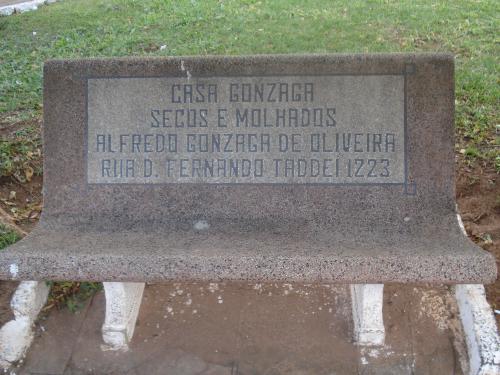 CASA GONZAGA
SECOS E MOLHADOS
ALFREDO GONZAGA DE OLIVEIRA
RUA D. FERNANDO TADDEI 1223